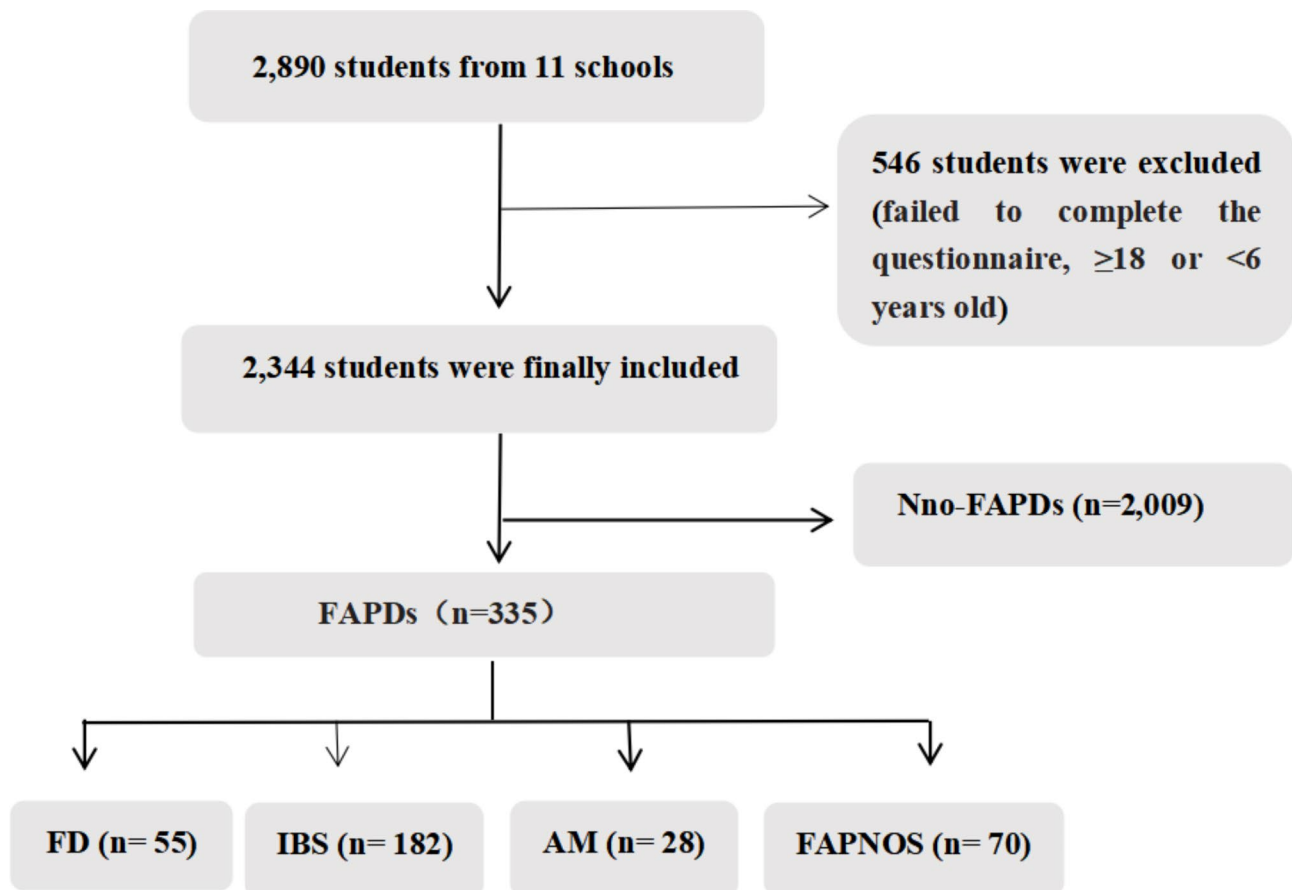 2,890 students from 11 schools
546 students were excluded
(failed to complete the
questionnaire, ≥18 or <6
years old)
2,344 students were finally included
Nno-FAPDs (n=2,009)
FAPDs（n=335）
FD (n= 55)
IBS (n= 182)
AM (n= 28)
FAPNOS (n= 70)